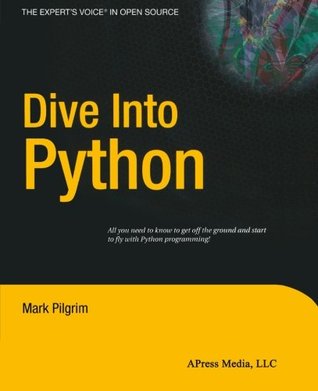 THE EXPERT'S VOICE® IN OPEN SOURCE
Dive Into
Python
All you need to know to get off the ground and start
to fly with Python programming!
Mark Pilgrim
APress Media, LLC